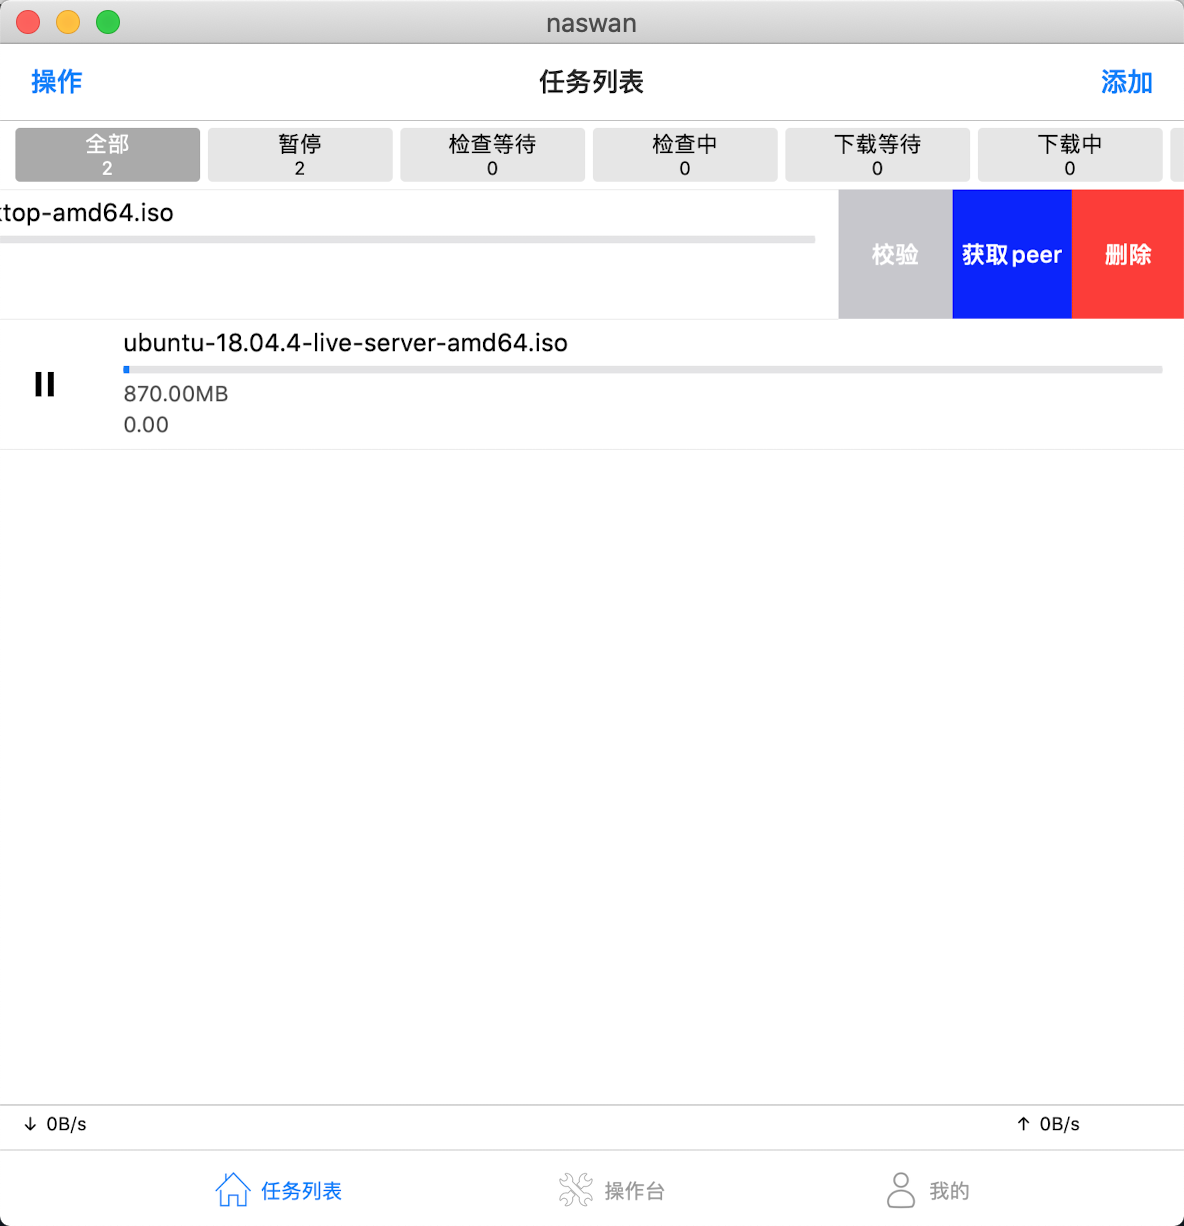 naswan
操作
任务列表
添加
全部
2
暂停
2
检查等待
0
检查中
0
下载等待
0
下载中
0
top-amd64.iso
校验
获取peer
删除
ubuntu-18.04.4-live-server-amd64.iso
870.00MB
0.00
↓ 0B/s
↑ 0B/s
任务列表
操作台
我的